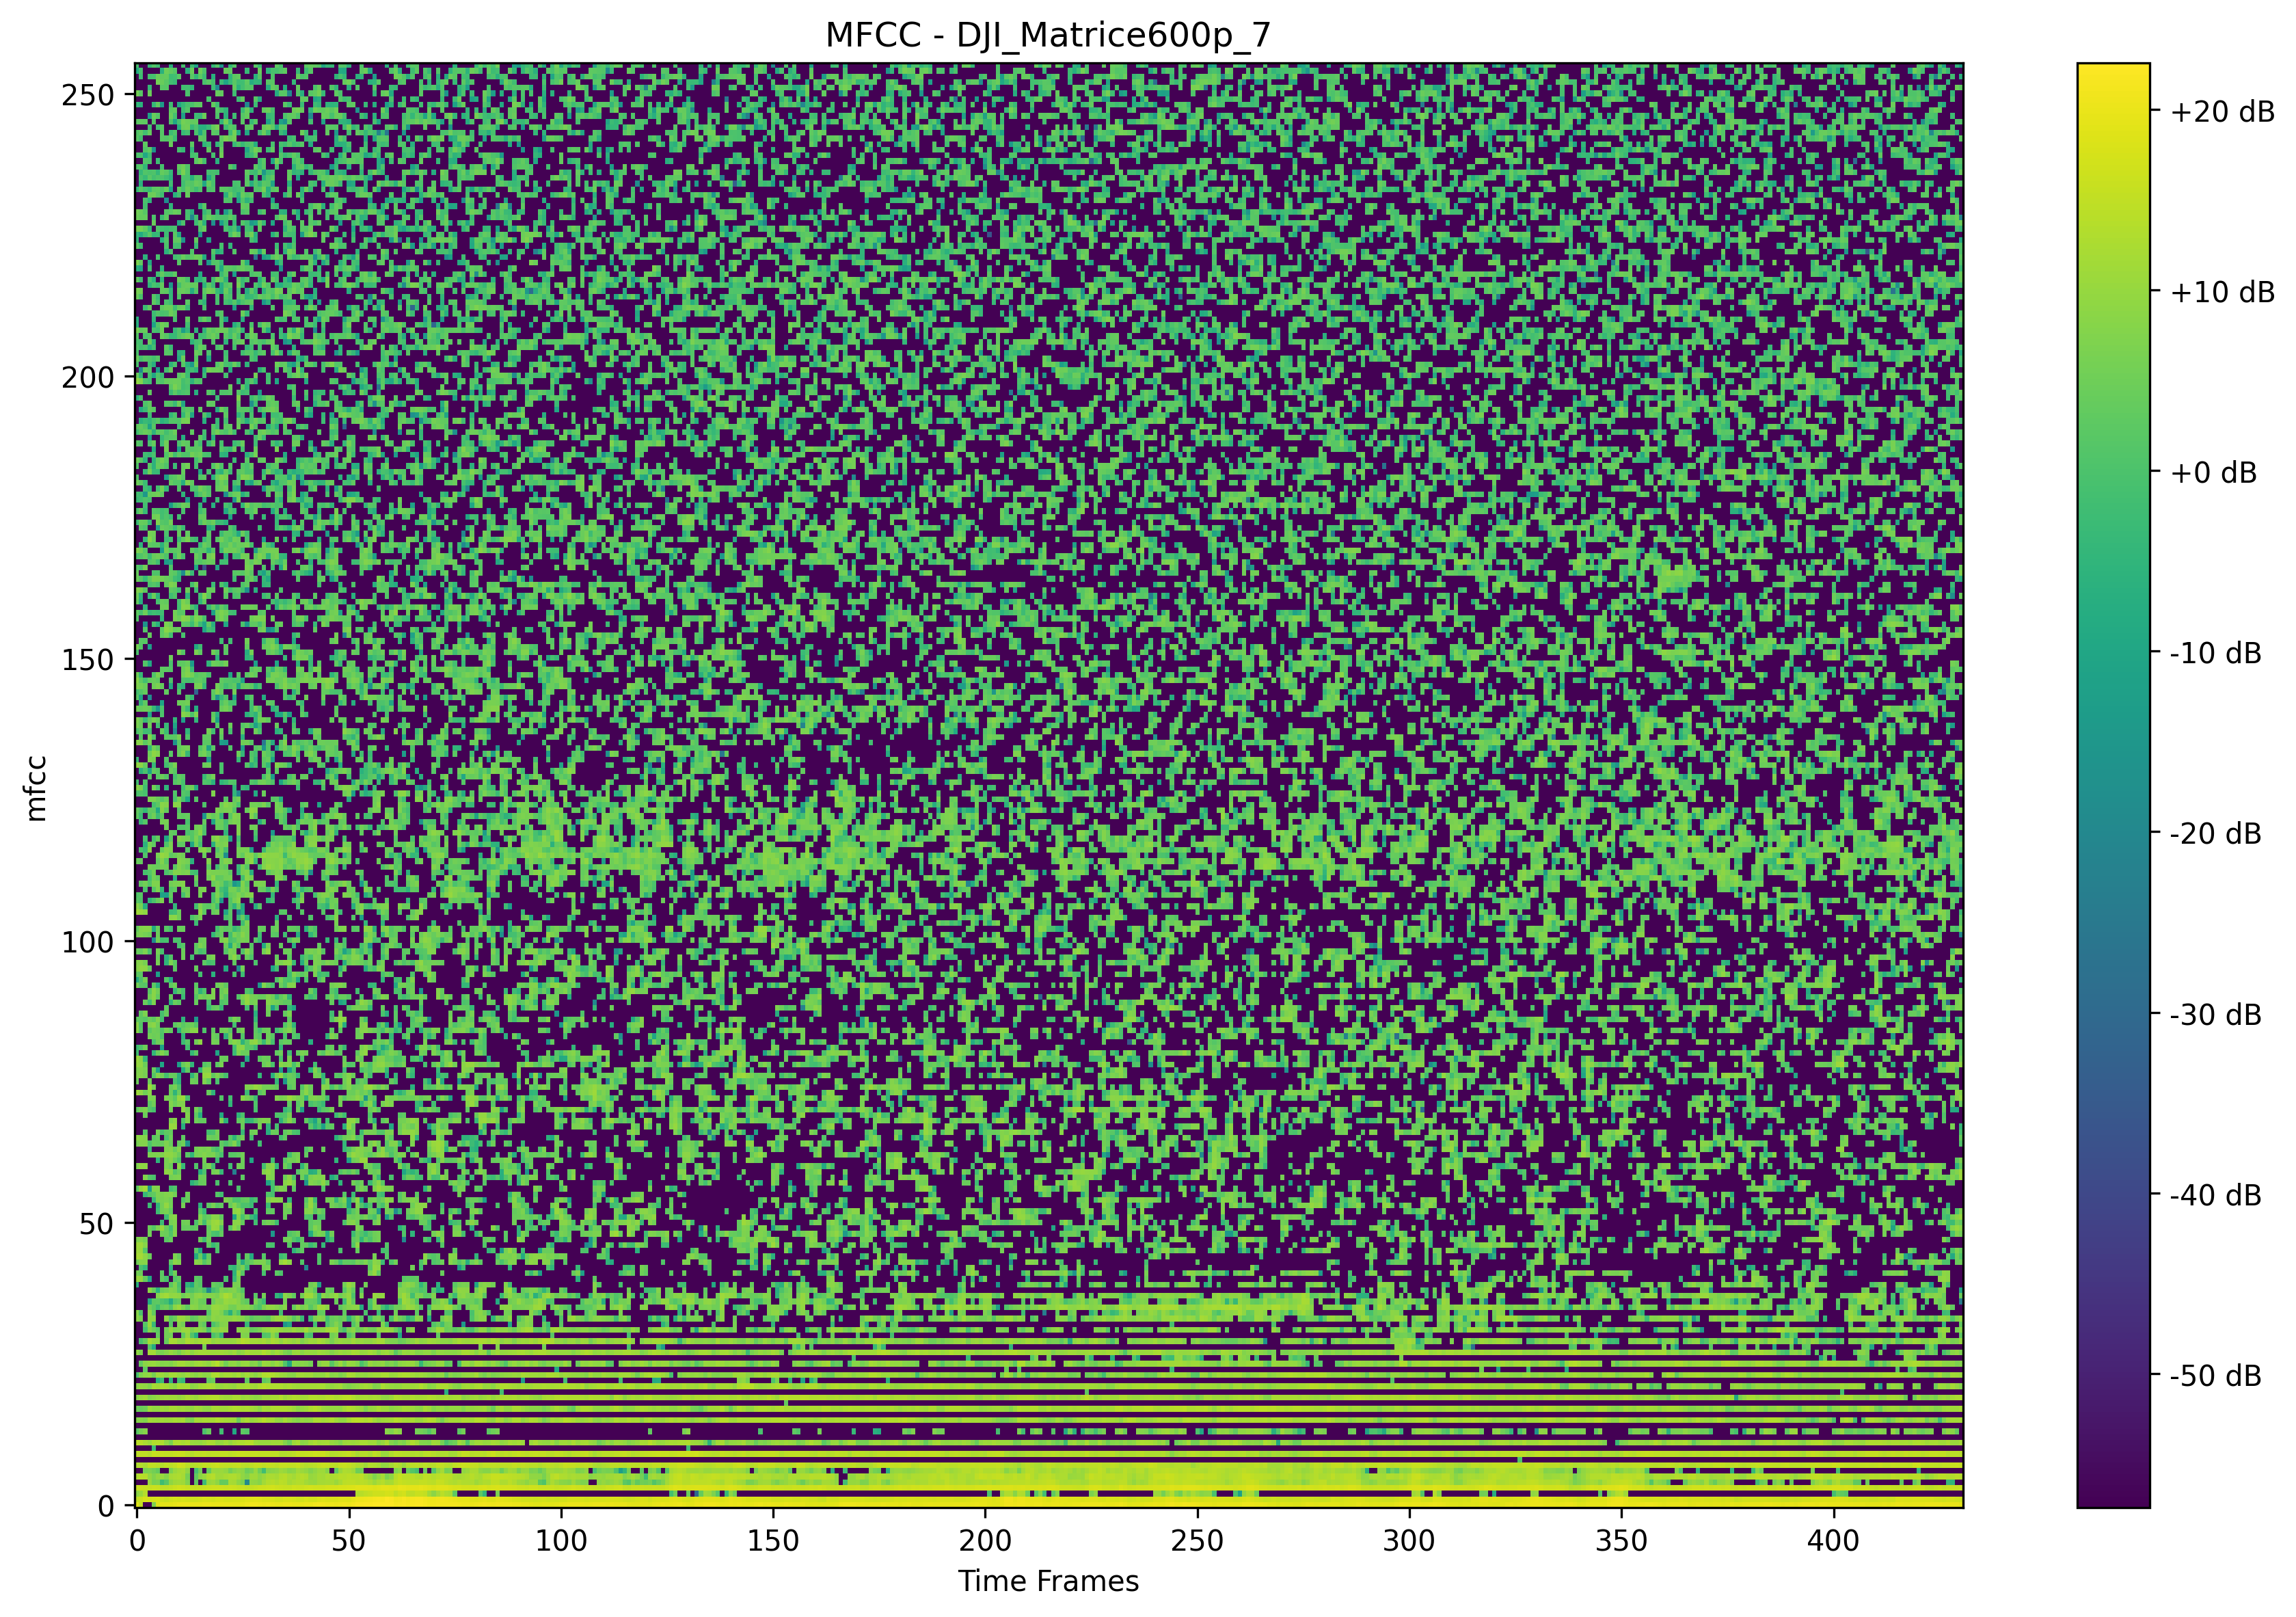 MFCC - DJI_Matrice600p_7
250
200
150
100
50
0
mfcc
0
50
100
150
200
250
300
350
400
Time Frames
+20 dB
+10 dB
+0 dB
-10 dB
-20 dB
-30 dB
-40 dB
-50 dB